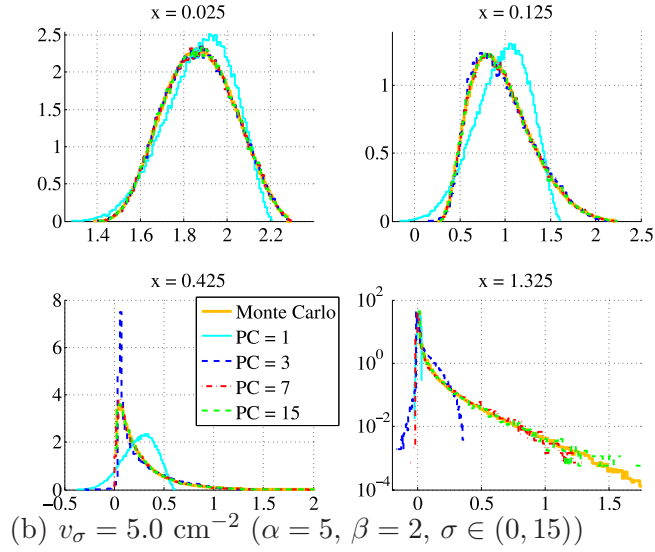 x = 0.025
x = 0.125
2.5
2
1.5
1
0.5
0
1.4 1.6 1.8 2 2.2
1
0.5
0
0 0.5 1 1.5 2 2.5
x = 0.425
x = 1.325
8
6
4
2
0
-0.5 0 0.5 1 1.5 2
Monte Carlo
PC = 1
PC = 3
PC = 7
PC = 15
10^2
10^0
10^-2
10^-4
0 0.5 1 1.5
(b) v_σ = 5.0 cm^−2 (α = 5, β = 2, σ ∈ (0, 15))